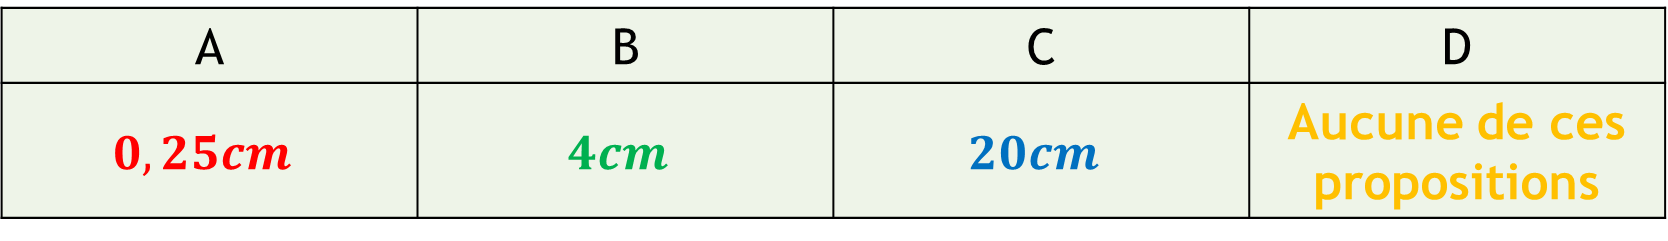 A B C D
0,25cm 4cm 20cm Aucune de ces
propositions